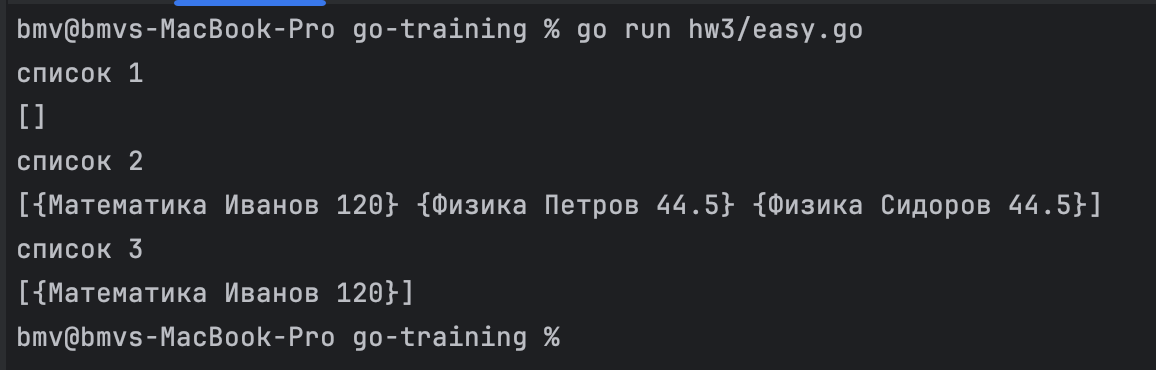 bmv@bmvs-MacBook-Pro go-training % go run hw3/easy.go
список 1
[]
список 2
[{Математика Иванов 120} {Физика Петров 44.5} {Физика Сидоров 44.5}]
список 3
[{Математика Иванов 120}]
bmv@bmvs-MacBook-Pro go-training %